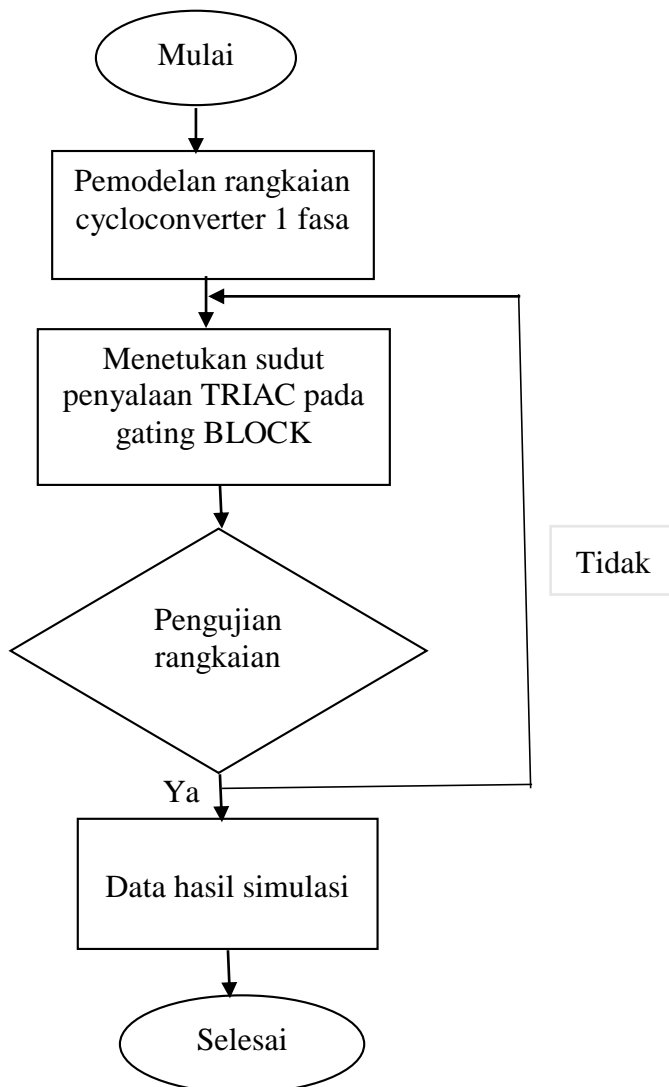 Mulai
Pemodelan rangkaian
cycloconverter 1 fasa
Menetukan sudut
penyalaan TRIAC pada
gating BLOCK
Tidak
Pengujian
rangkaian
Ya
Data hasil simulasi
Selesai